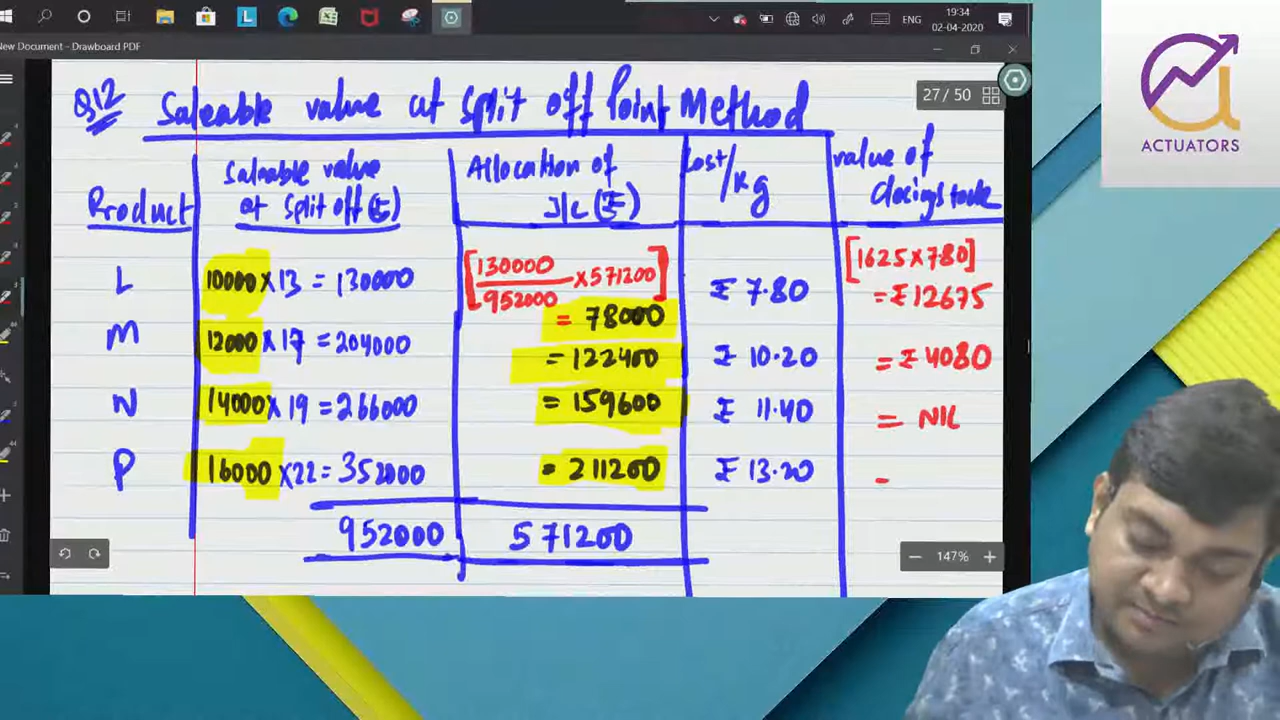 19:34
ENG
02-04-2020
New Document - Drawboard PDF
27 / 50
ACTUATORS
Q12 Saleable value at split off Point Method
Product
Saleable value
at split off (₹)
Allocation of
J/C (₹)
Cost/
Kg
value of
closing stock
L 10000 × 13 = 130000 [130000/952000 × 571200] = 78000 ₹ 7.80 [1625 × 7.80] = ₹ 12675
M 12000 × 17 = 204000 = 122400 ₹ 10.20 = ₹ 4080
N 14000 × 19 = 266000 = 159600 ₹ 11.40 = NIL
P 16000 × 22 = 352000 = 211200 ₹ 13.20 -
952000 571200
147%